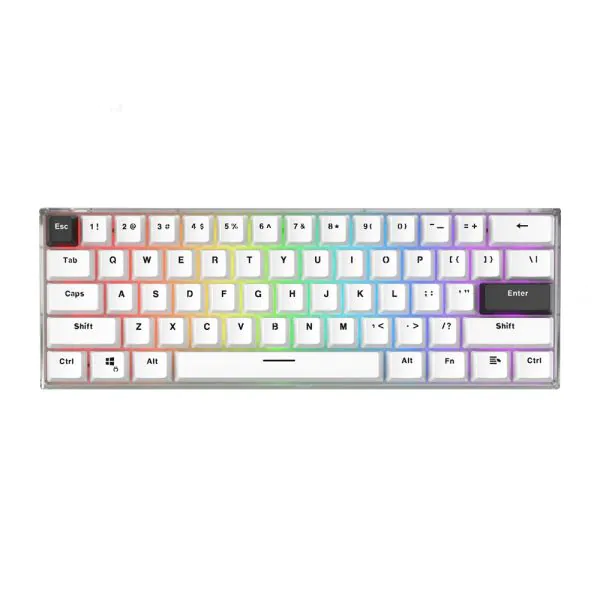 Esc 1 ! 2 @ 3 # 4 $ 5 % 6 ^ 7 & 8 * 9 ( 0 ) - _ = + ←
Tab Q W E R T Y U I O P [ { ] } \ |
Caps A S D F G H J K L ; : ' " Enter
Shift Z X C V B N M , < . > / ? Shift
Ctrl Alt Alt Fn Ctrl